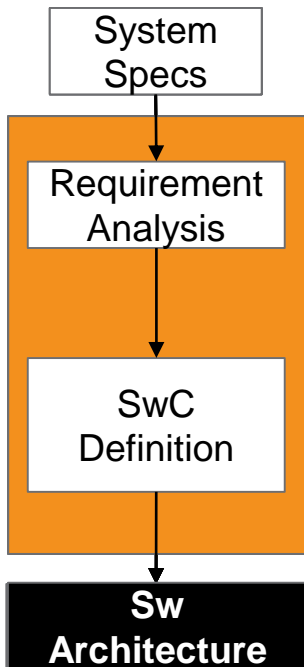 System
Specs
Requirement
Analysis
SwC
Definition
Sw
Architecture